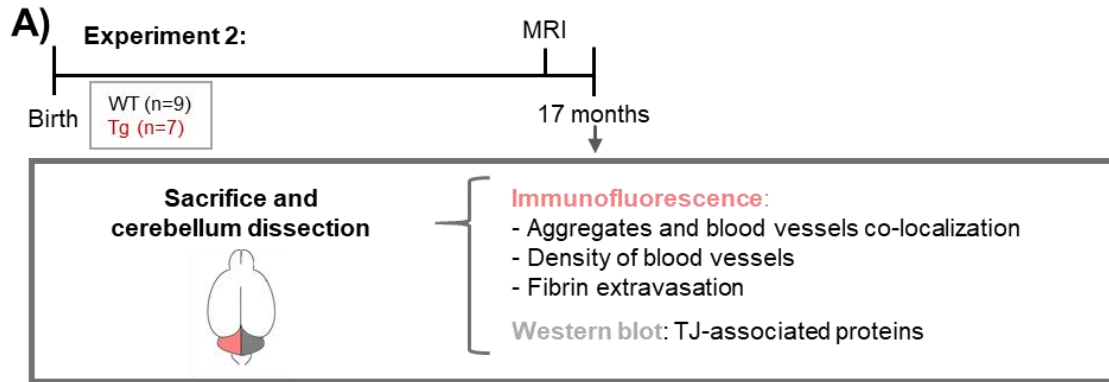 A)
Experiment 2:
MRI
Birth
WT (n=9)
Tg (n=7)
17 months
Sacrifice and
cerebellum dissection
Immunofluorescence:
- Aggregates and blood vessels co-localization
- Density of blood vessels
- Fibrin extravasation
Western blot: TJ-associated proteins